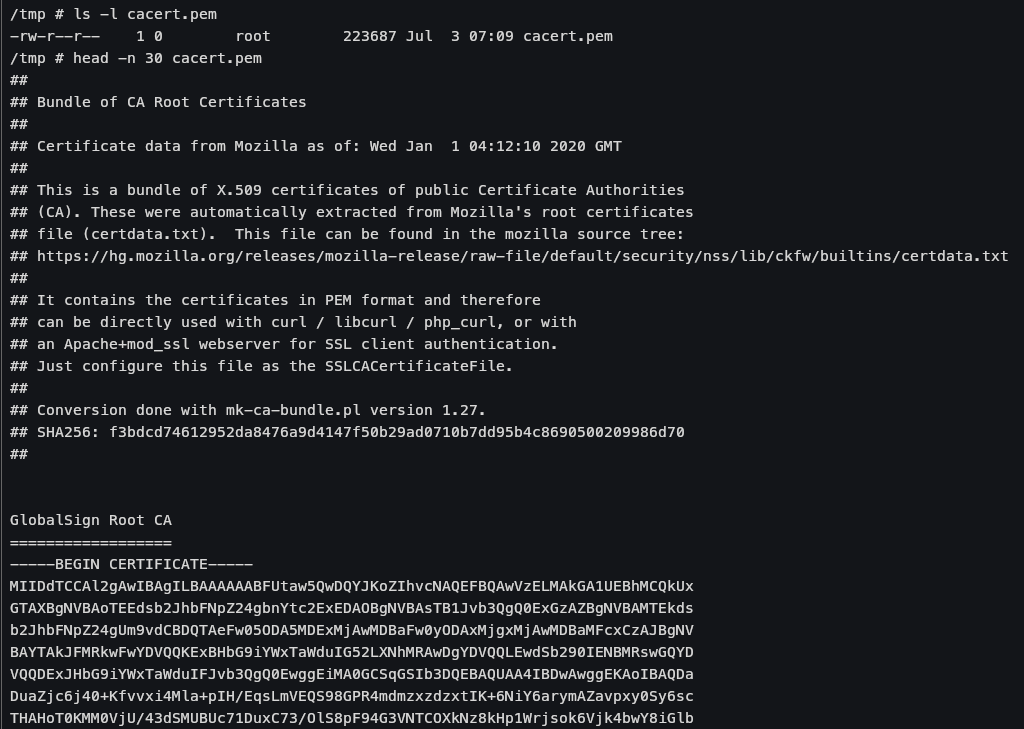 /tmp # ls -l cacert.pem
-rw-r--r--    1 0        root        223687 Jul  3 07:09 cacert.pem
/tmp # head -n 30 cacert.pem
##
## Bundle of CA Root Certificates
##
## Certificate data from Mozilla as of: Wed Jan  1 04:12:10 2020 GMT
##
## This is a bundle of X.509 certificates of public Certificate Authorities
## (CA). These were automatically extracted from Mozilla's root certificates
## file (certdata.txt).  This file can be found in the mozilla source tree:
## https://hg.mozilla.org/releases/mozilla-release/raw-file/default/security/nss/lib/ckfw/builtins/certdata.txt
##
## It contains the certificates in PEM format and therefore
## can be directly used with curl / libcurl / php_curl, or with
## an Apache+mod_ssl webserver for SSL client authentication.
## Just configure this file as the SSLCACertificateFile.
##
## Conversion done with mk-ca-bundle.pl version 1.27.
## SHA256: f3bdcd74612952da8476a9d4147f50b29ad0710b7dd95b4c8690500209986d70
##
GlobalSign Root CA
==================
-----BEGIN CERTIFICATE-----
MIIDdTCCAl2gAwIBAgILBAAAAAABFUtaw5QwDQYJKoZIhvcNAQEFBQAwVzELMAkGA1UEBhMCQkUx
GTAXBgNVBAoTEEdsb2JhbFNpZ24gbnYtc2ExEDAOBgNVBAsTB1Jvb3QgQ0ExGzAZBgNVBAMTEkds
b2JhbFNpZ24gUm9vdCBDQTAeFw05ODA5MDExMjAwMDBaFw0yODAxMjgxMjAwMDBaMFcxCzAJBgNV
BAYTAkJFMRkwFwYDVQQKExBHbG9iYWxTaWduIG52LXNhMRAwDgYDVQQLEwdSb290IENBMRswGQYD
VQQDExJHbG9iYWxTaWduIFJvb3QgQ0EwggEiMA0GCSqGSIb3DQEBAQUAA4IBDwAwggEKAoIBAQDa
DuaZjc6j40+Kfvvxi4Mla+pIH/EqsLmVEQS98GPR4mdmzxzdzxtIK+6NiY6arymAZavpxy0Sy6sc
THAHoT0KMM0VjU/43dSMUBUc71DuxC73/OlS8pF94G3VNTCOXkNz8kHp1Wrjsok6Vjk4bwY8iGlb